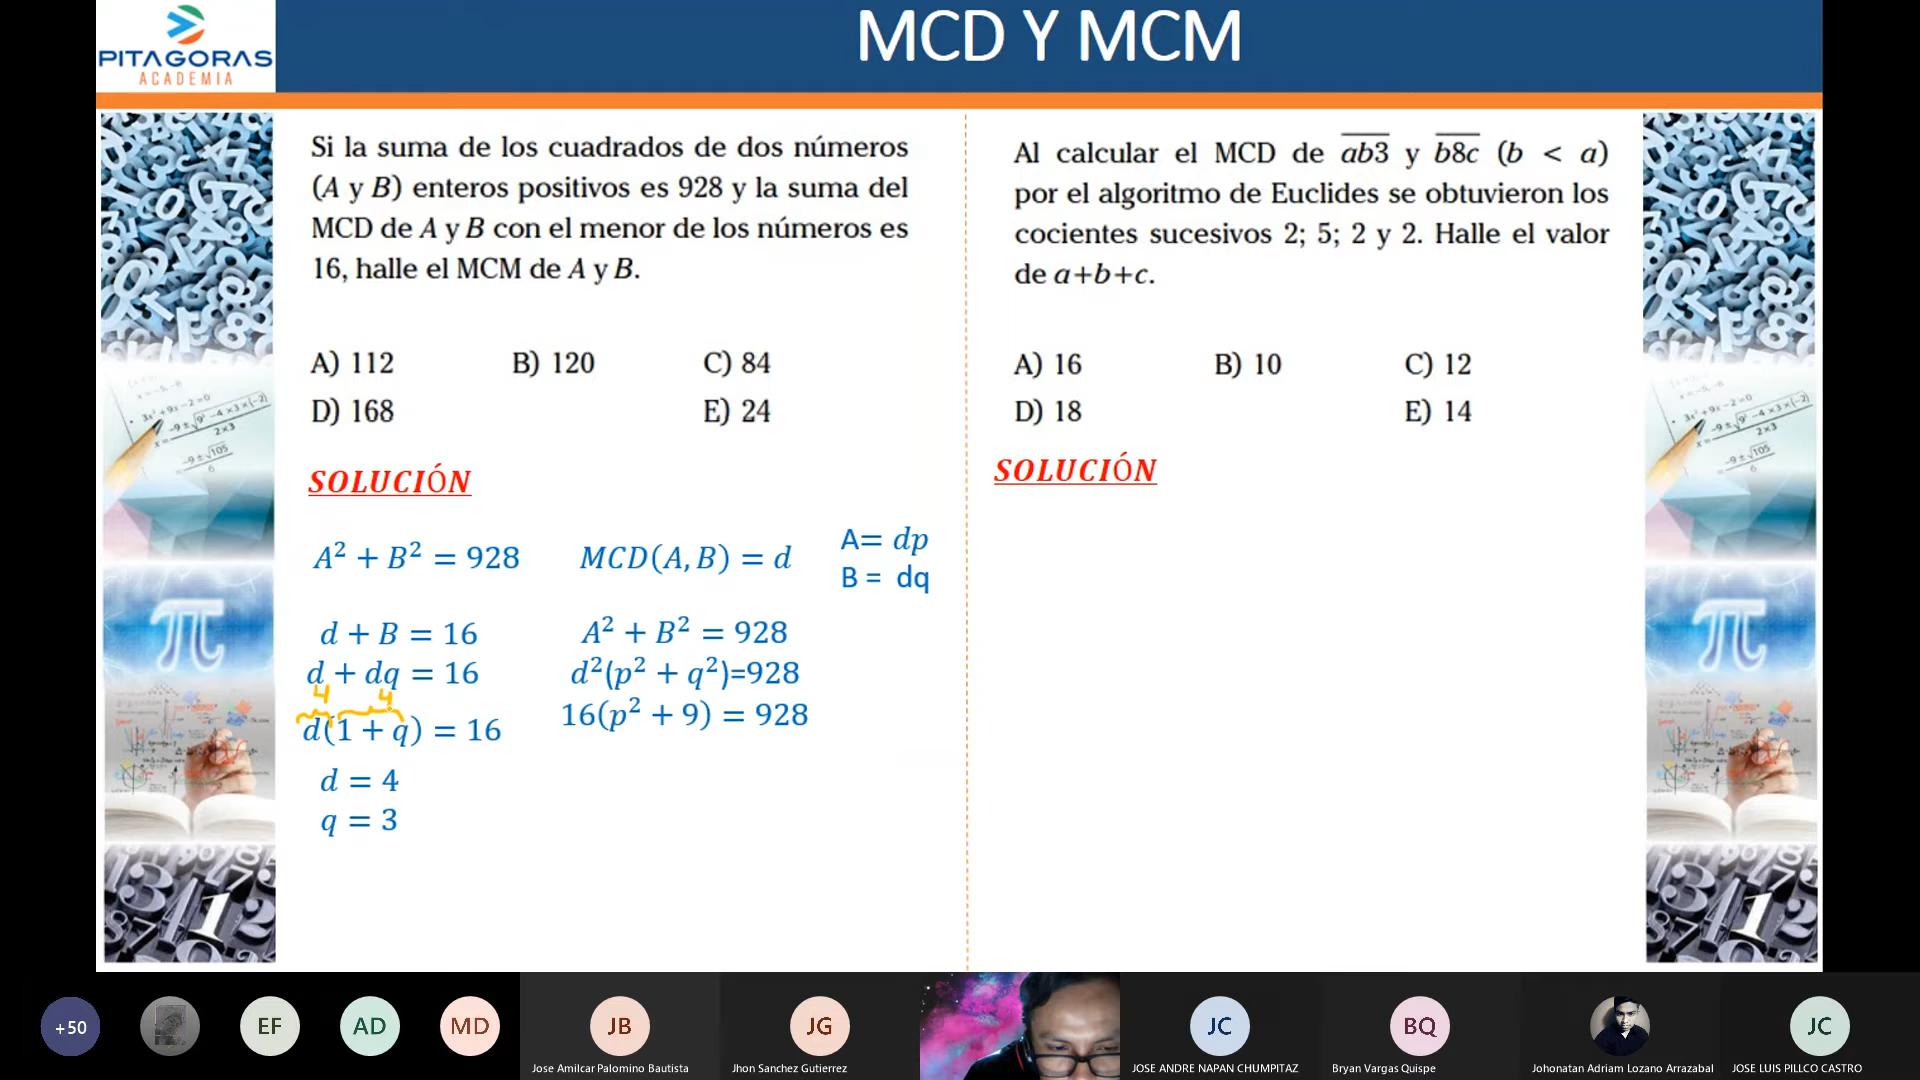 PITAGORAS
ACADEMIA
MCD Y MCM
Si la suma de los cuadrados de dos números
(A y B) enteros positivos es 928 y la suma del
MCD de A y B con el menor de los números es
16, halle el MCM de A y B.
A) 112 B) 120 C) 84
D) 168 E) 24
SOLUCIÓN
A² + B² = 928 MCD(A, B) = d A= dp
B = dq
d + B = 16 A² + B² = 928
d + dq = 16 d²(p² + q²)=928
4 4
d(1 + q) = 16 16(p² + 9) = 928
d = 4
q = 3
Al calcular el MCD de \overline{ab3} y \overline{b8c} (b < a)
por el algoritmo de Euclides se obtuvieron los
cocientes sucesivos 2; 5; 2 y 2. Halle el valor
de a+b+c.
A) 16 B) 10 C) 12
D) 18 E) 14
SOLUCIÓN
+50 EF AD MD JB JG JC BQ JC
Jose Amilcar Palomino Bautista Jhon Sanchez Gutierrez JOSE ANDRE NAPAN CHUMPITAZ Bryan Vargas Quispe Johonatan Adriam Lozano Arrazabal JOSE LUIS PILLCO CASTRO